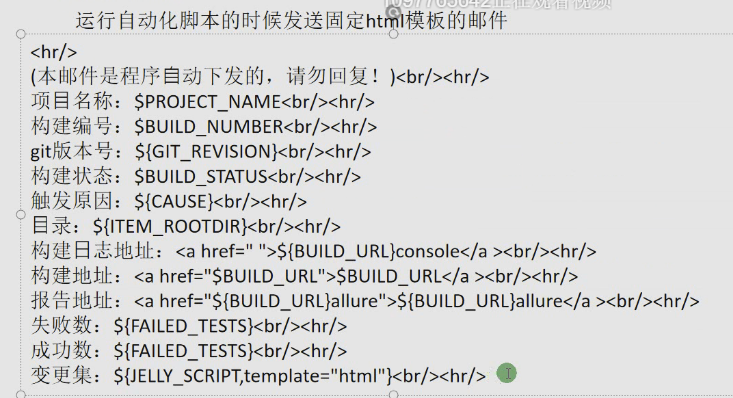 运行自动化脚本的时候发送固定html模板的邮件
<hr/>
(本邮件是程序自动下发的，请勿回复！)<br/><hr/>
项目名称：$PROJECT_NAME<br/><hr/>
构建编号：$BUILD_NUMBER<br/><hr/>
git版本号：${GIT_REVISION}<br/><hr/>
构建状态：$BUILD_STATUS<br/><hr/>
触发原因：${CAUSE}<br/><hr/>
目录：${ITEM_ROOTDIR}<br/><hr/>
构建日志地址：<a href=" ">${BUILD_URL}console</a ><br/><hr/>
构建地址：<a href="$BUILD_URL">$BUILD_URL</a ><br/><hr/>
报告地址：<a href="${BUILD_URL}allure">${BUILD_URL}allure</a ><br/><hr/>
失败数：${FAILED_TESTS}<br/><hr/>
成功数：${FAILED_TESTS}<br/><hr/>
变更集：${JELLY_SCRIPT,template="html"}<br/><hr/>